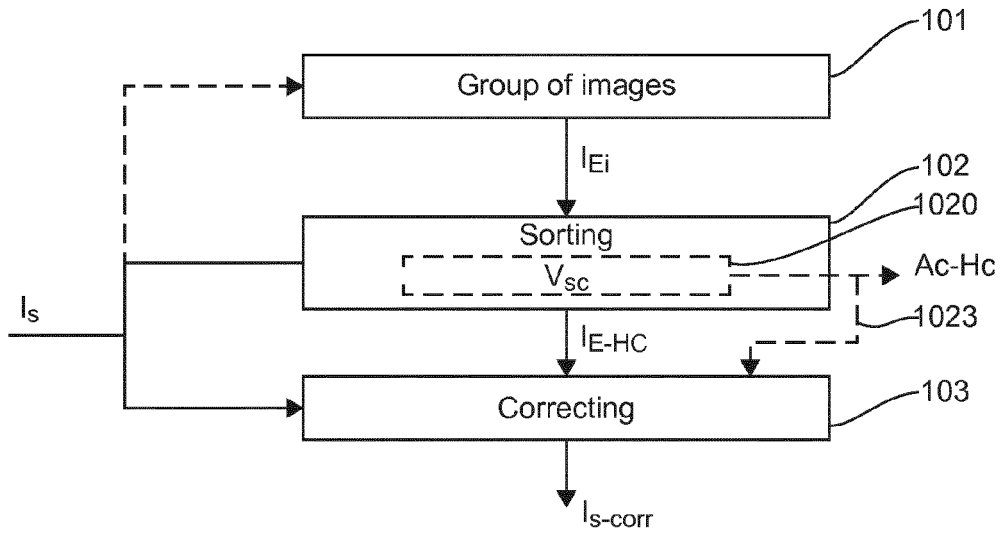 101
Group of images
I_Ei
102
1020
Sorting
V_sc
Ac-Hc
I_s
1023
I_E-HC
103
Correcting
I_s-corr